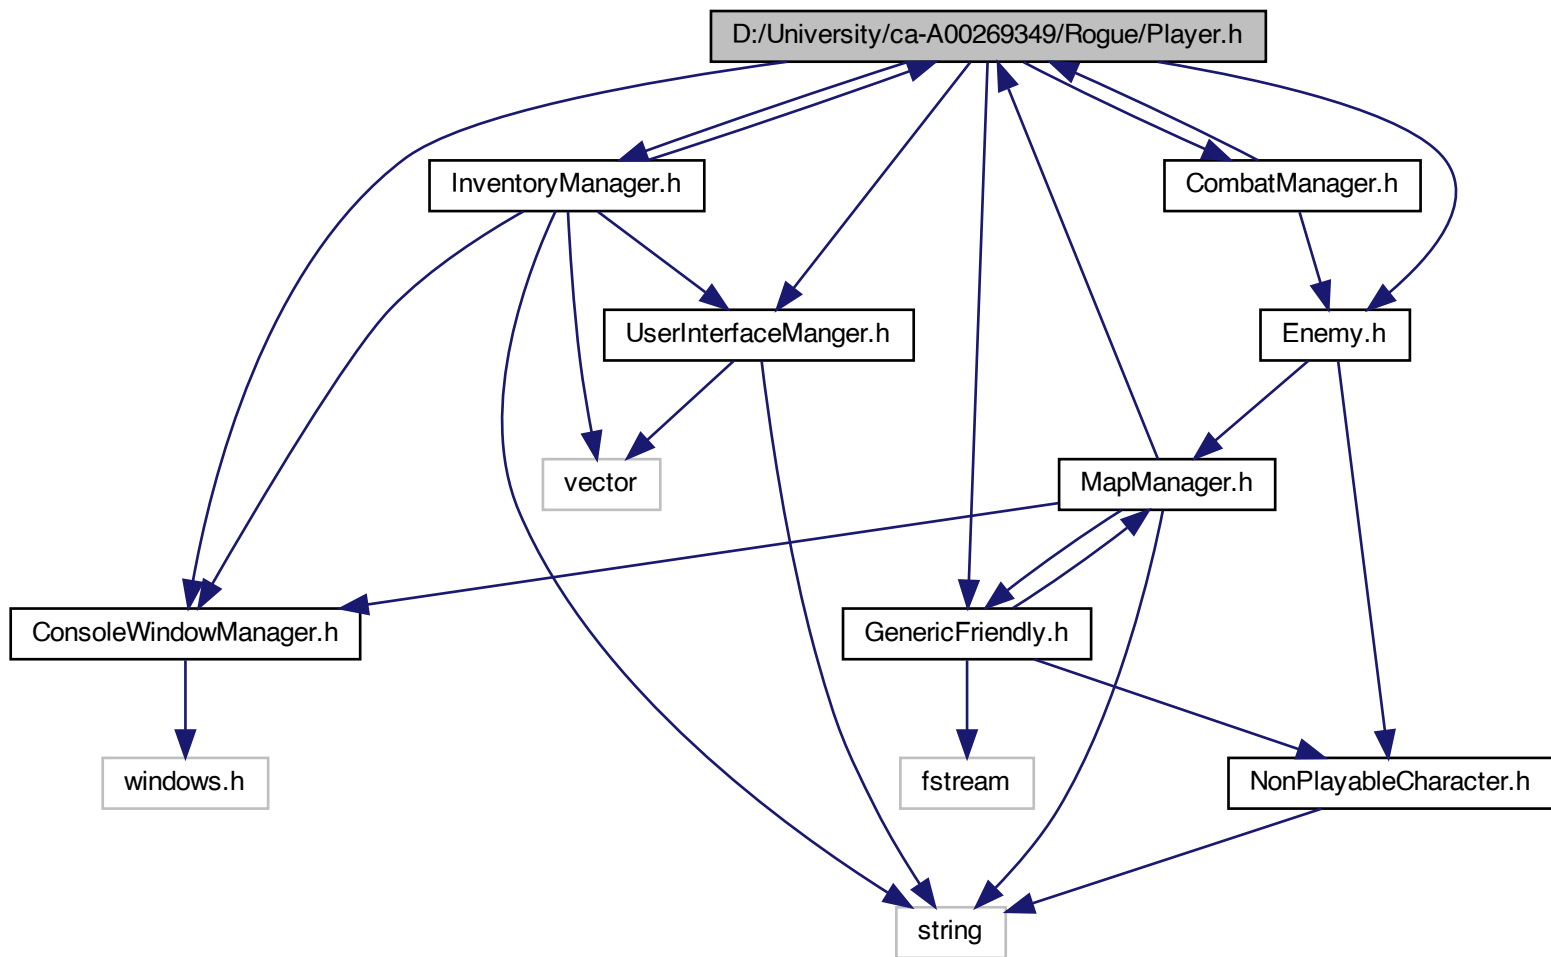 D:/University/ca-A00269349/Rogue/Player.h
InventoryManager.h
CombatManager.h
UserInterfaceManger.h
Enemy.h
vector
MapManager.h
ConsoleWindowManager.h
GenericFriendly.h
windows.h
fstream
NonPlayableCharacter.h
string